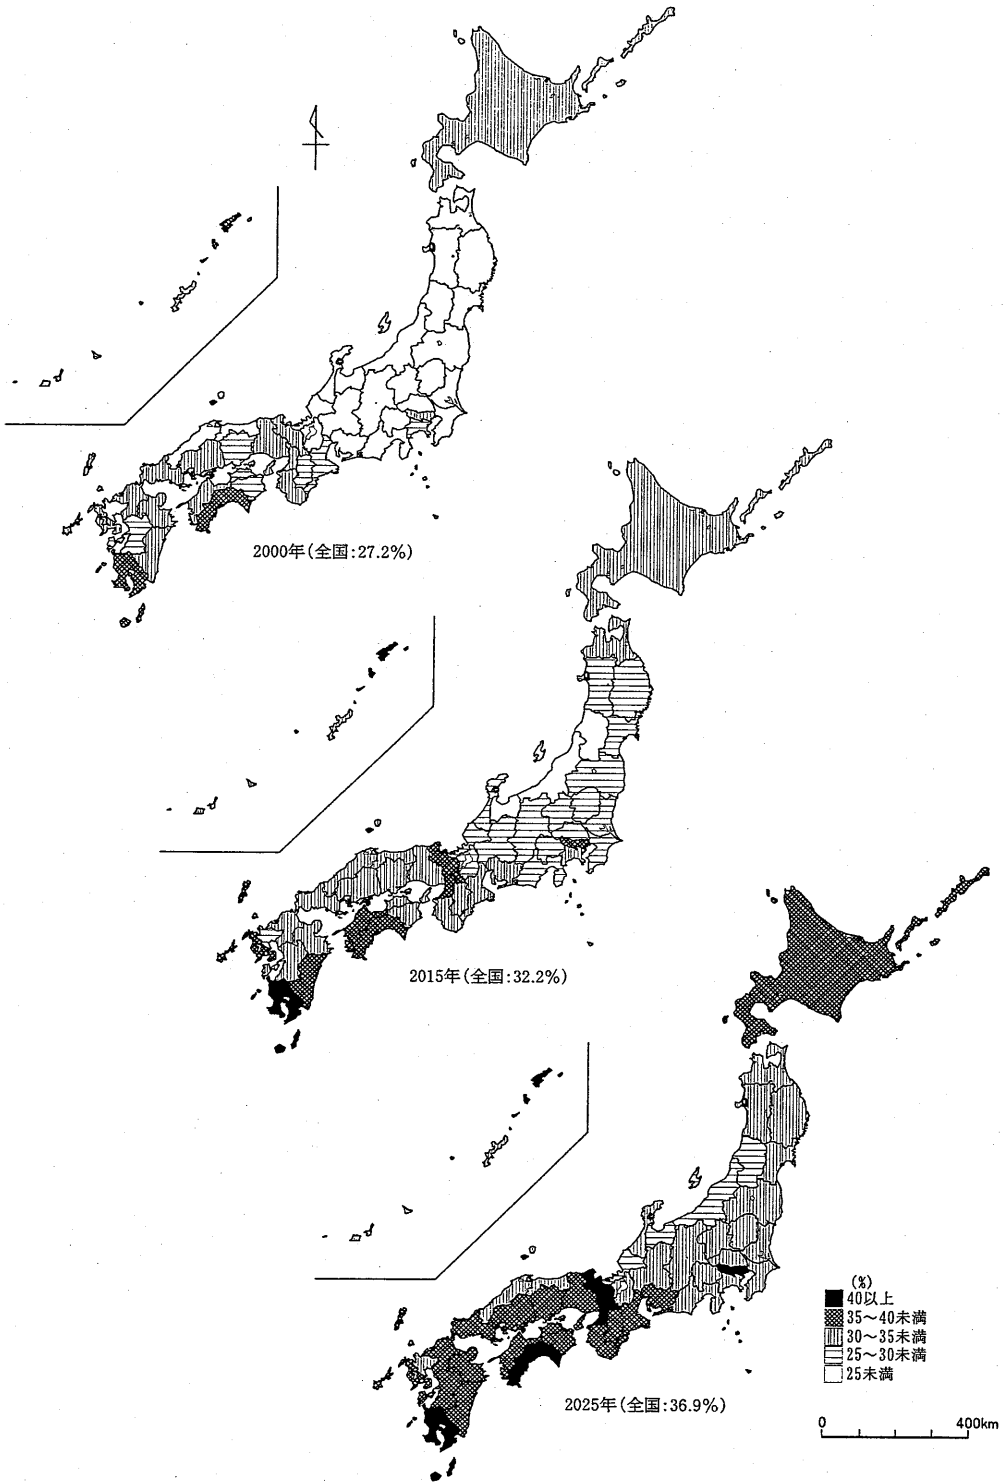 2000年(全国:27.2%)
2015年(全国:32.2%)
2025年(全国:36.9%)
(%)
40以上
35～40未満
30～35未満
25～30未満
25未満
0 400km